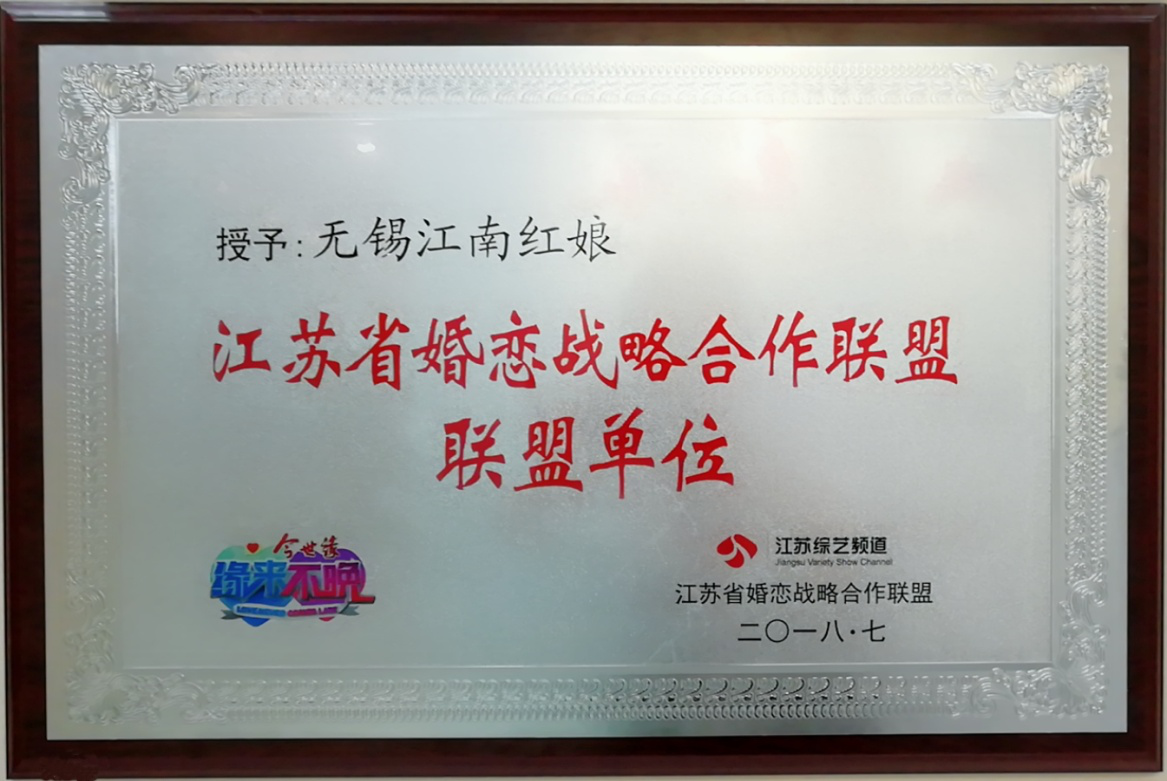 授予:无锡江南红娘
江苏省婚恋战略合作联盟
联盟单位
今世缘
缘来不晚
江苏综艺频道
Jiangsu Variety Show Channel
江苏省婚恋战略合作联盟
二〇一八·七